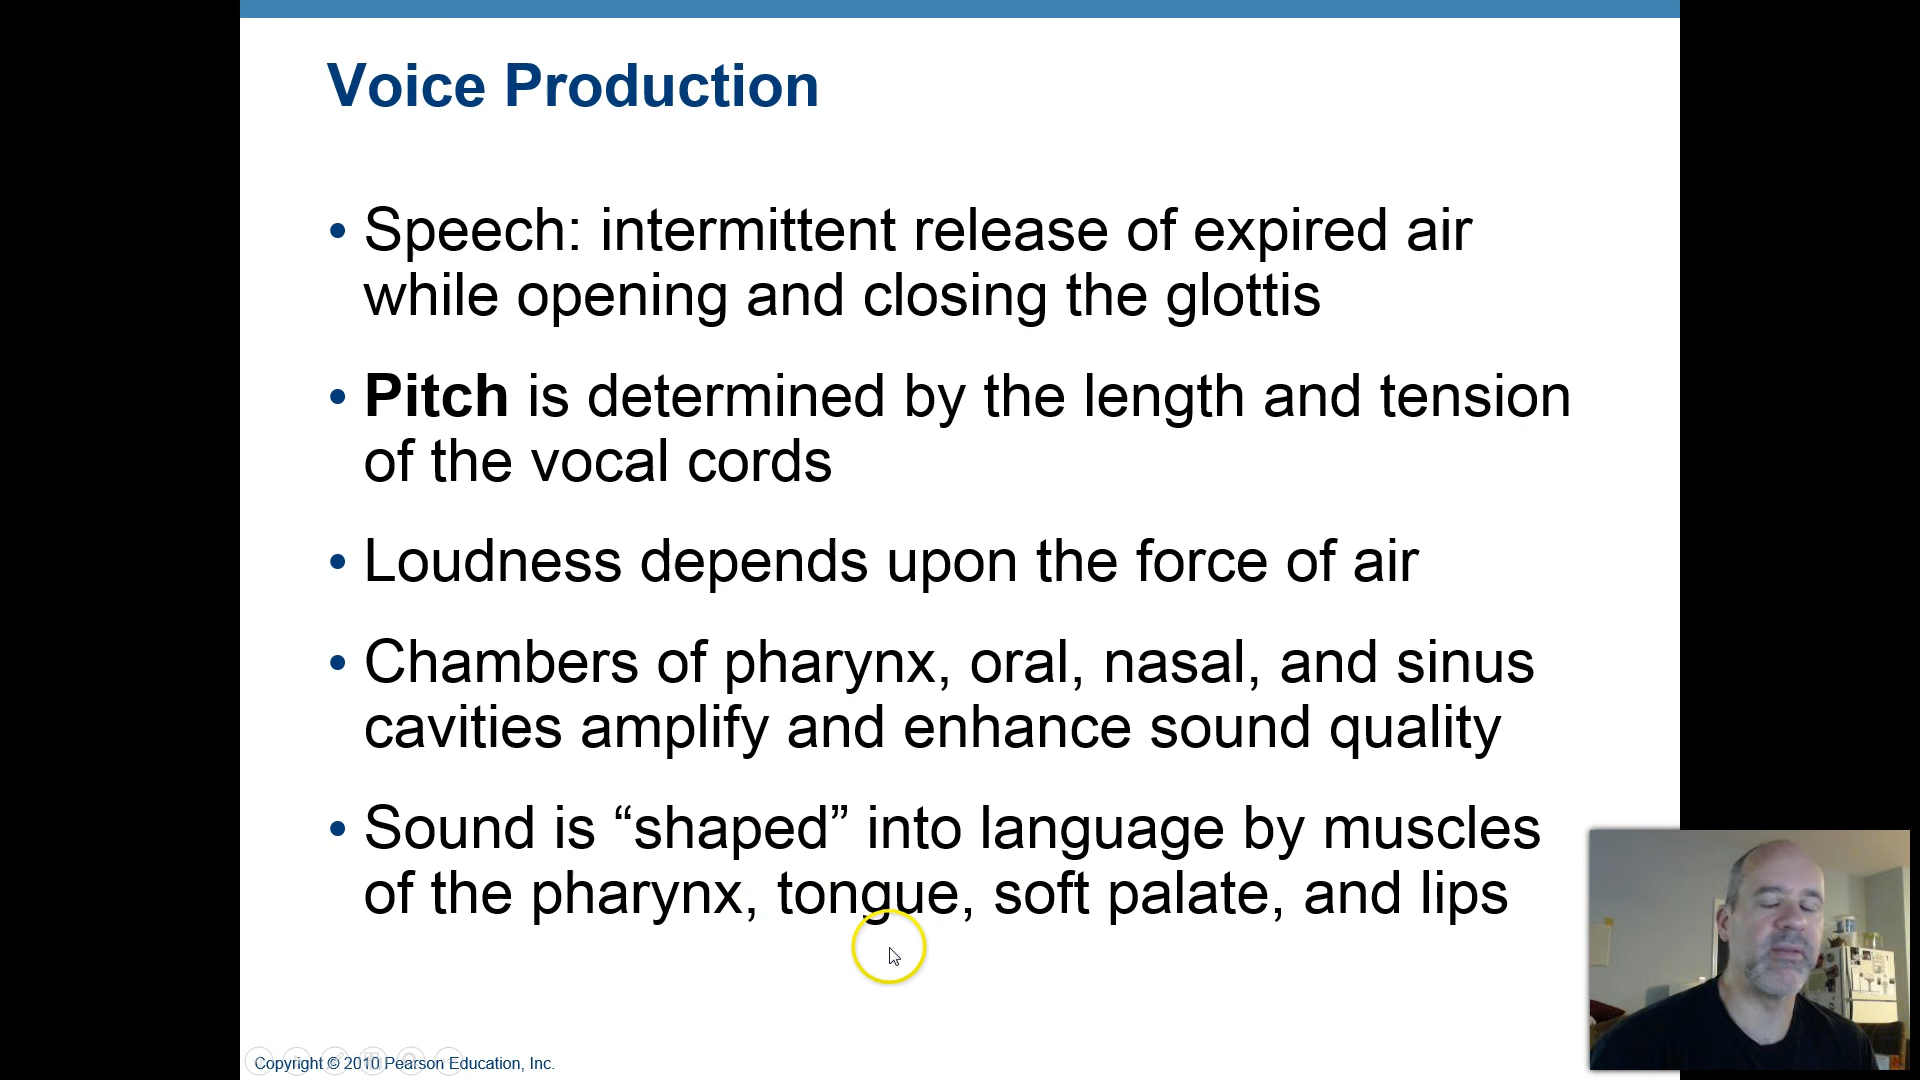 Voice Production
• Speech: intermittent release of expired air
while opening and closing the glottis
• Pitch is determined by the length and tension
of the vocal cords
• Loudness depends upon the force of air
• Chambers of pharynx, oral, nasal, and sinus
cavities amplify and enhance sound quality
• Sound is “shaped” into language by muscles
of the pharynx, tongue, soft palate, and lips
Copyright © 2010 Pearson Education, Inc.